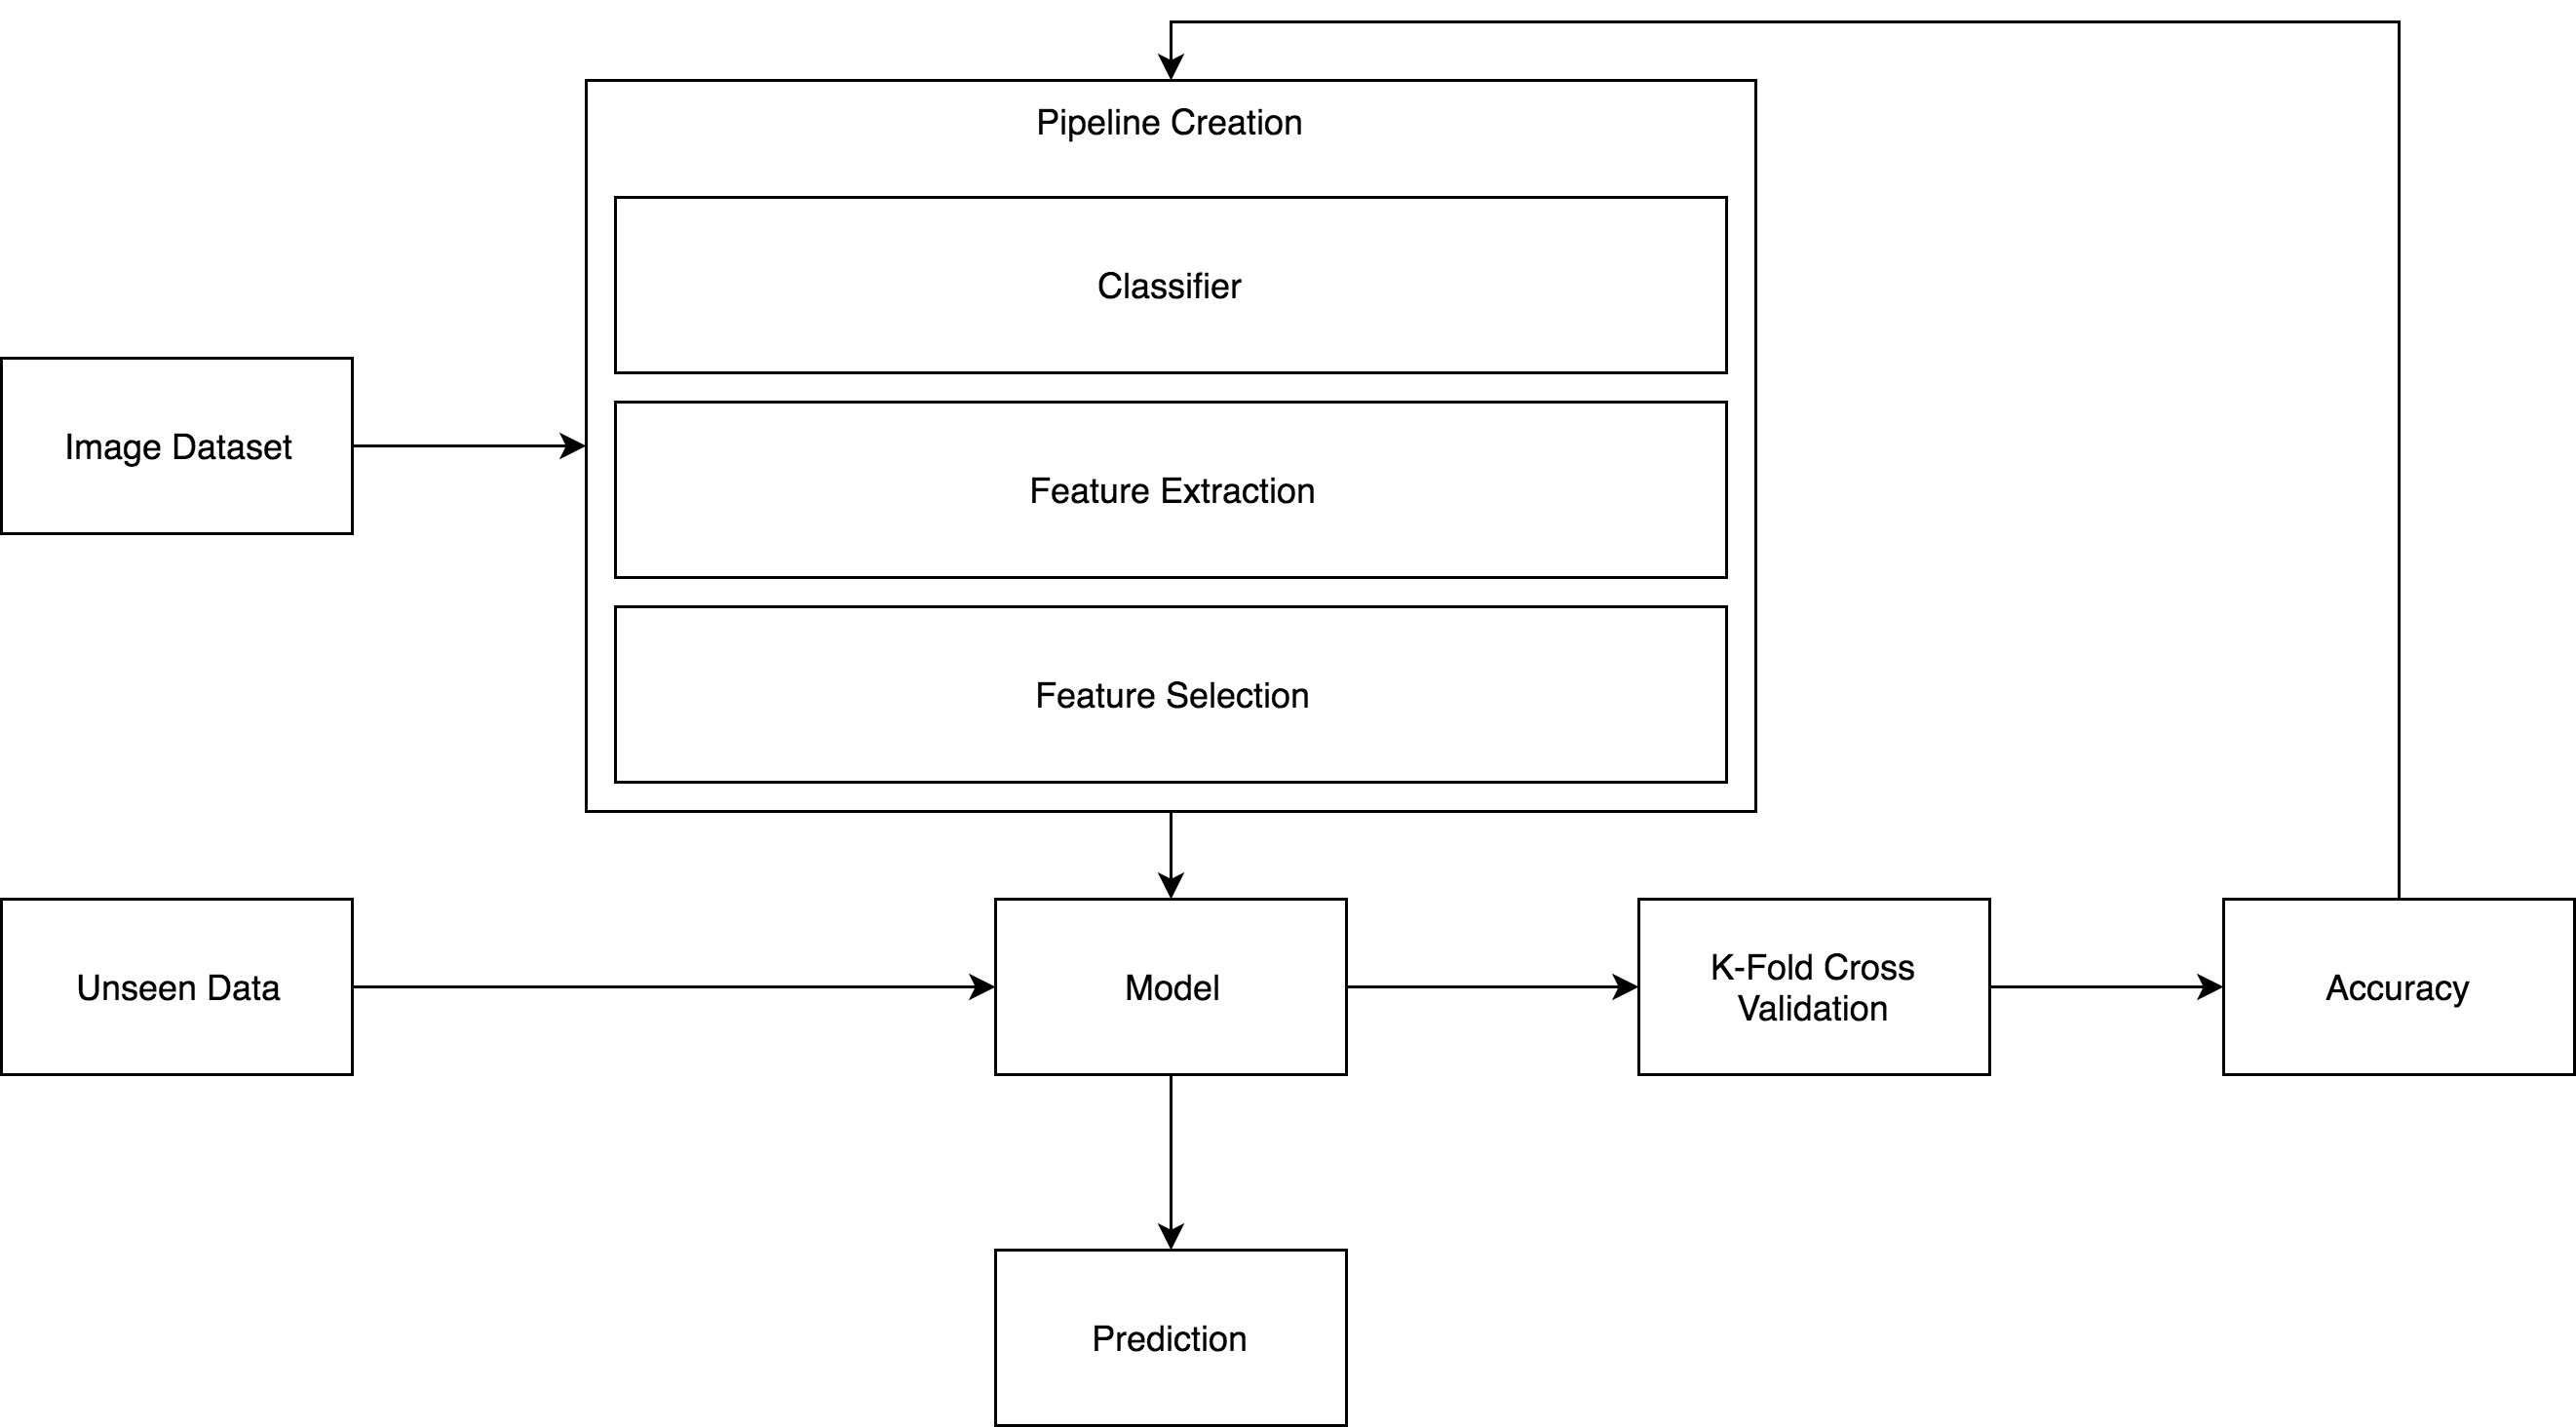 Pipeline Creation
Classifier
Image Dataset
Feature Extraction
Feature Selection
Unseen Data
Model
K-Fold Cross
Validation
Accuracy
Prediction